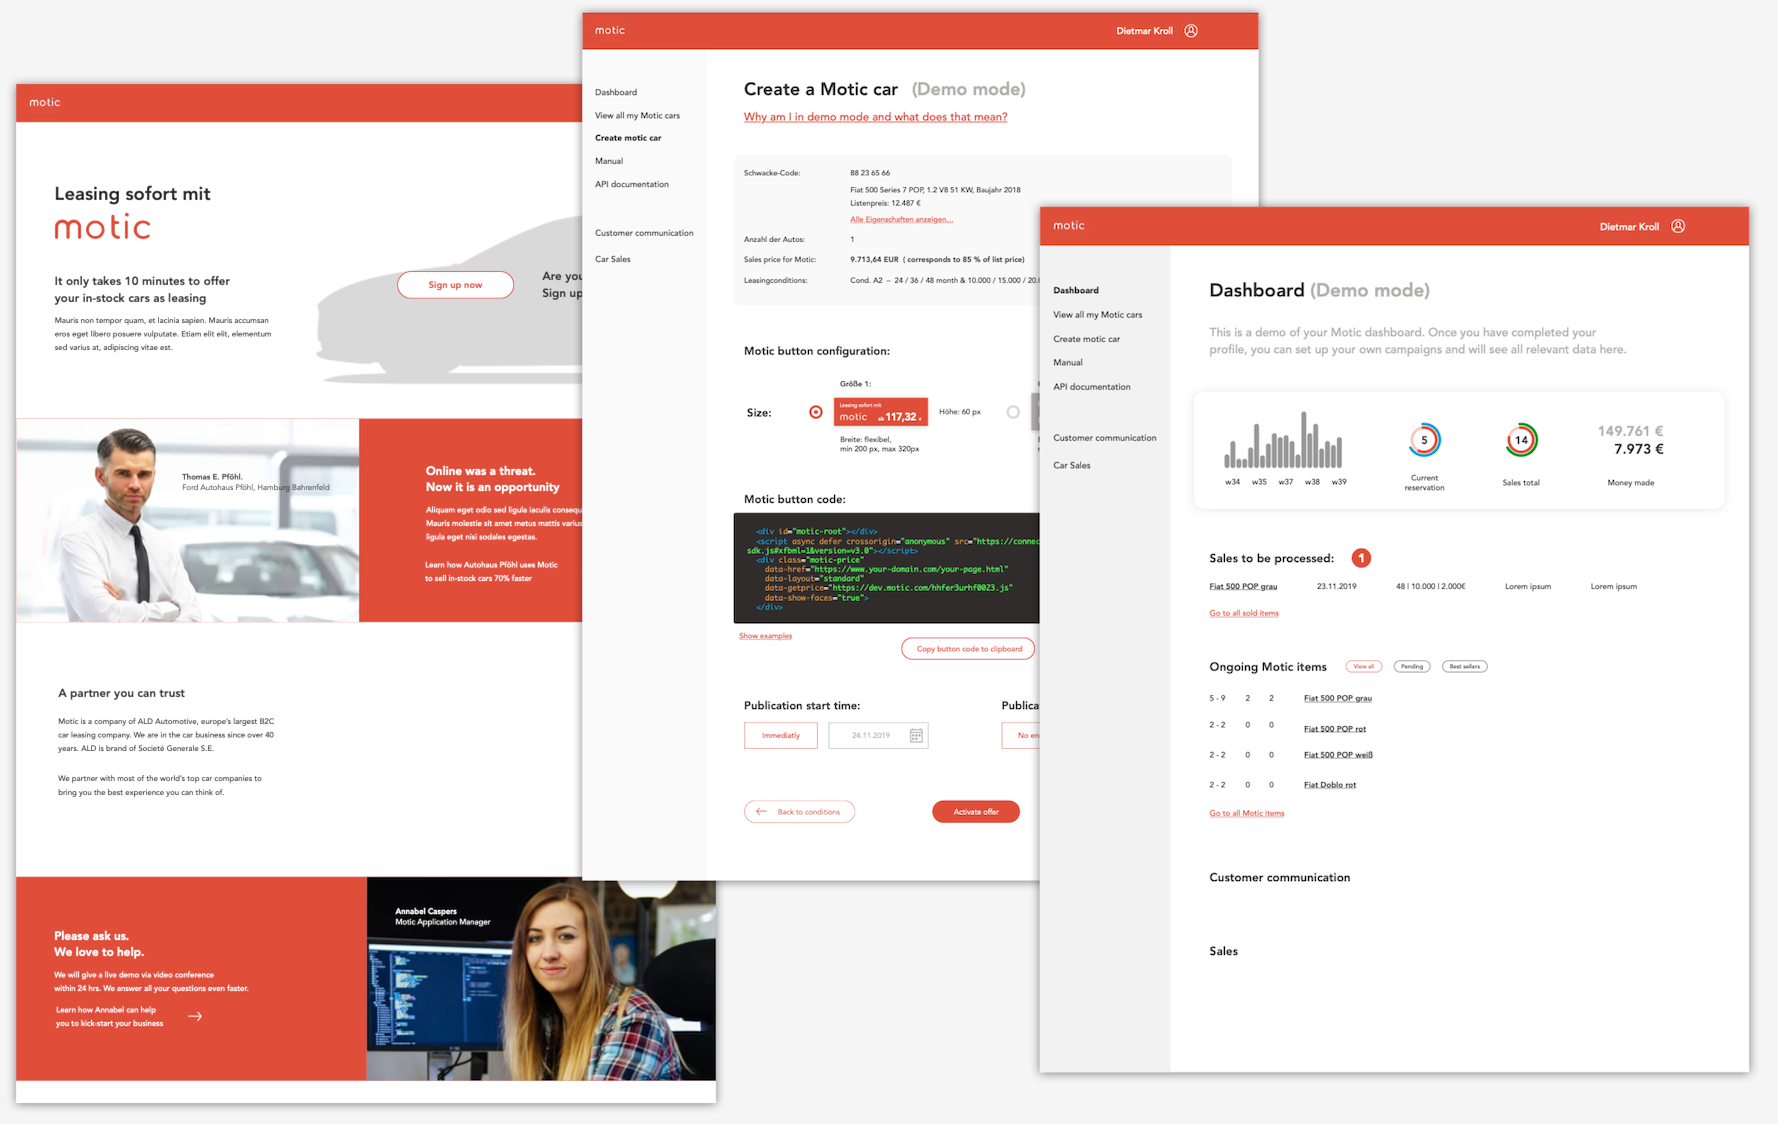 motic
Leasing sofort mit
motic
It only takes 10 minutes to offer
your in-stock cars as leasing
Mauris non tempor quam, et lacinia sapien. Mauris accumsan
eros eget libero posuere vulputate. Etiam elit elit, elementum
sed varius at, adipiscing vitae est.
Sign up now
Are you
Sign up
Thomas E. Pföhl.
Ford Autohaus Pföhl, Hamburg Bahrenfeld
Online was a threat.
Now it is an opportunity
Aliquam eget odio sed ligula iaculis consequ
Mauris molestie sit amet metus mattis varius
ligula eget nisi sodales egestas.
Learn how Autohaus Pföhl uses Motic
to sell in-stock cars 70% faster
A partner you can trust
Motic is a company of ALD Automotive, europe's largest B2C
car leasing company. We are in the car business since over 40
years. ALD is brand of Societé Generale S.E.
We partner with most of the world's top car companies to
bring you the best experience you can think of.
Please ask us.
We love to help.
We will give a live demo via video conference
within 24 hrs. We answer all your questions even faster.
Learn how Annabel can help
you to kick-start your business
Annabel Caspers
Motic Application Manager
motic
Dietmar Kroll
Dashboard
View all my Motic cars
Create motic car
Manual
API documentation
Customer communication
Car Sales
Create a Motic car (Demo mode)
Why am I in demo mode and what does that mean?
Schwacke-Code: 88 23 65 66
Fiat 500 Series 7 POP, 1.2 V8 51 KW, Baujahr 2018
Listenpreis: 12.487 €
Alle Eigenschaften anzeigen...
Anzahl der Autos: 1
Sales price for Motic: 9.713,64 EUR ( corresponds to 85 % of list price)
Leasingconditions: Cond. A2 – 24 / 36 / 48 month & 10.000 / 15.000 / 20.0
Motic button configuration:
Größe 1:
Size:
Leasing sofort mit
motic ab 117,32 €
Höhe: 60 px
Breite: flexibel,
min 200 px, max 320px
Motic button code:
<div id="motic-root"></div>
<script async defer crossorigin="anonymous" src="https://connec
sdk.js#xfbml=1&version=v3.0"></script>
<div class="motic-price"
data-href="https://www.your-domain.com/your-page.html"
data-layout="standard"
data-getprice="https://dev.motic.com/hhfer3urhf0023.js"
data-show-faces="true">
</div>
Show examples
Copy button code to clipboard
Publication start time:
Publica
Immediatly
24.11.2019
No en
Back to conditions
Activate offer
motic
Dietmar Kroll
Dashboard
View all my Motic cars
Create motic car
Manual
API documentation
Customer communication
Car Sales
Dashboard (Demo mode)
This is a demo of your Motic dashboard. Once you have completed your
profile, you can set up your own campaigns and will see all relevant data here.
w34 w35 w37 w38 w39
5
Current
reservation
14
Sales total
149.761 €
7.973 €
Money made
Sales to be processed: 1
Fiat 500 POP grau 23.11.2019 48 | 10.000 | 2.000€ Lorem ipsum Lorem ipsum
Go to all sold items
Ongoing Motic items View all Pending Best sellers
5 - 9 2 2 Fiat 500 POP grau
2 - 2 0 0 Fiat 500 POP rot
2 - 2 0 0 Fiat 500 POP weiß
2 - 2 0 0 Fiat Doblo rot
Go to all Motic items
Customer communication
Sales